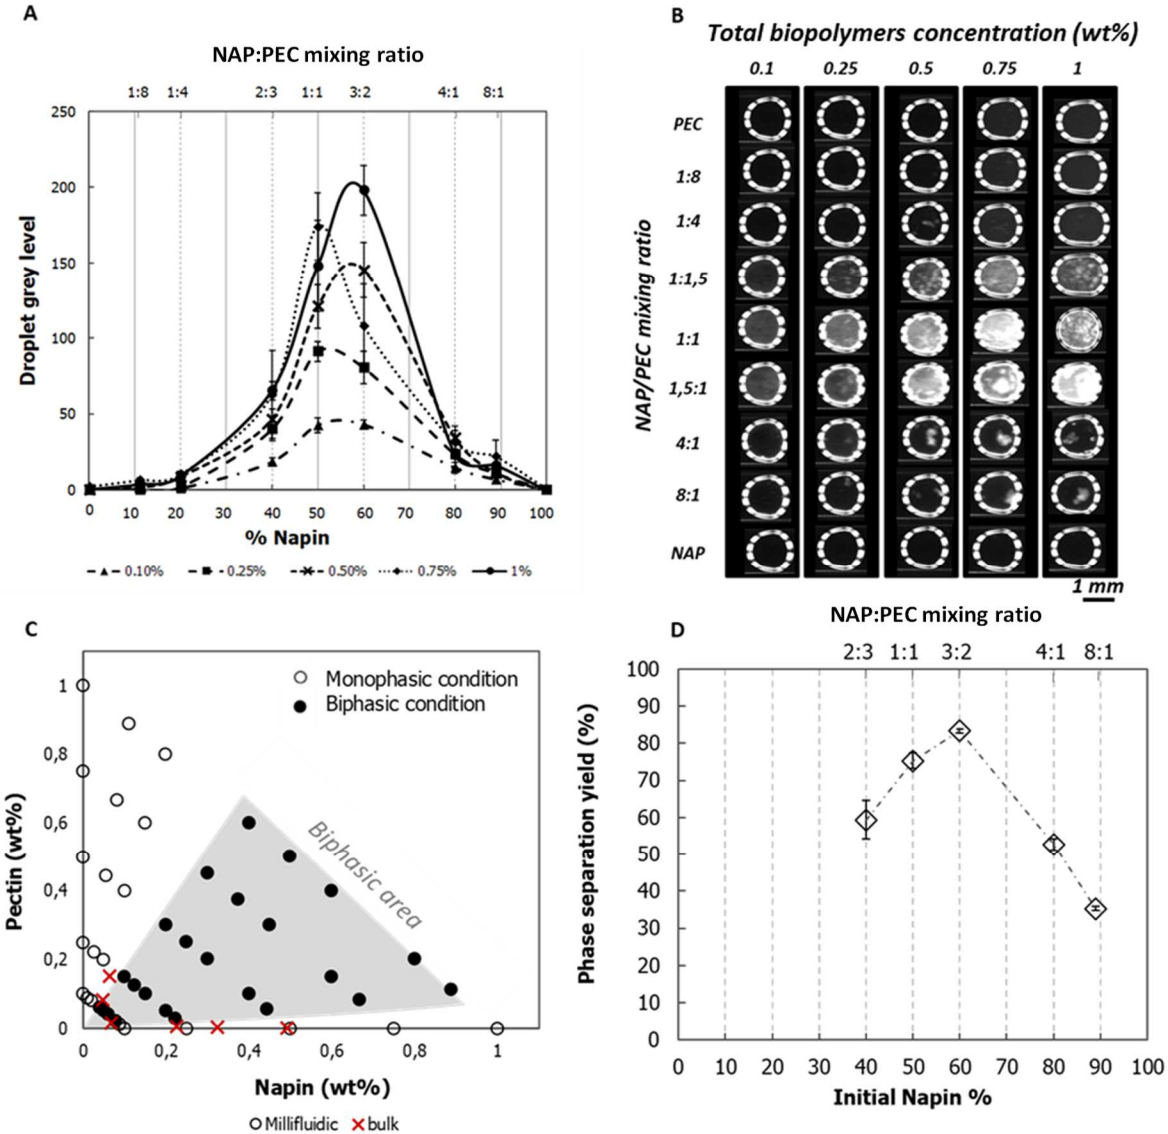 A
NAP:PEC mixing ratio
1:8 1:4 2:3 1:1 3:2 4:1 8:1
250
200
150
100
50
0
Droplet grey level
0 10 20 30 40 50 60 70 80 90 100
% Napin
0.10% 0.25% 0.50% 0.75% 1%
B
Total biopolymers concentration (wt%)
0.1 0.25 0.5 0.75 1
NAP/PEC mixing ratio
PEC
1:8
1:4
1:1,5
1:1
1,5:1
4:1
8:1
NAP
1 mm
C
Monophasic condition
Biphasic condition
Biphasic area
Pectin (wt%)
1
0,8
0,6
0,4
0,2
0
0 0,2 0,4 0,6 0,8 1
Napin (wt%)
Millifluidic bulk
D
NAP:PEC mixing ratio
2:3 1:1 3:2 4:1 8:1
Phase separation yield (%)
100
90
80
70
60
50
40
30
20
10
0
0 10 20 30 40 50 60 70 80 90 100
Initial Napin %